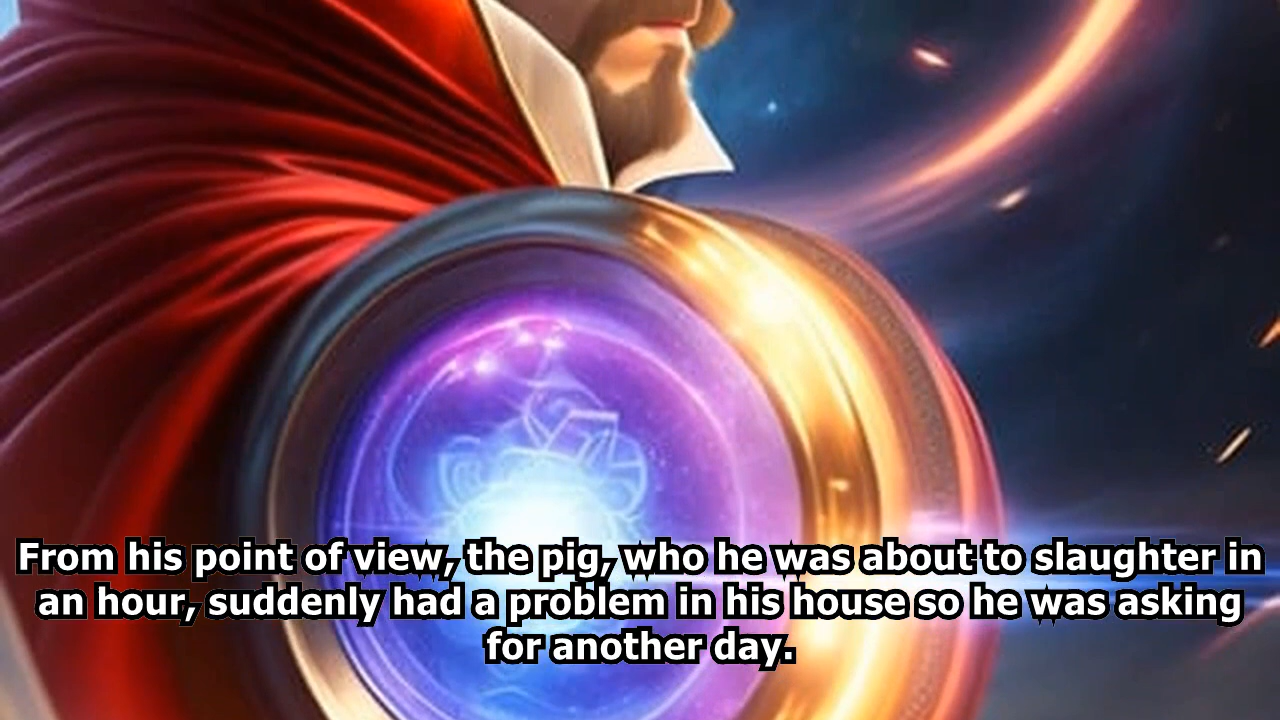 From his point of view, the pig, who he was about to slaughter in
an hour, suddenly had a problem in his house so he was asking
for another day.